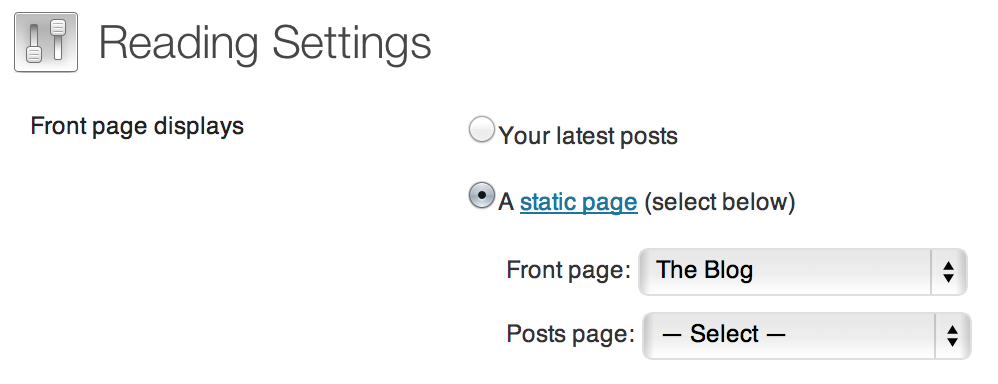 Reading Settings
Front page displays
Your latest posts
A static page (select below)
Front page: The Blog
Posts page: — Select —